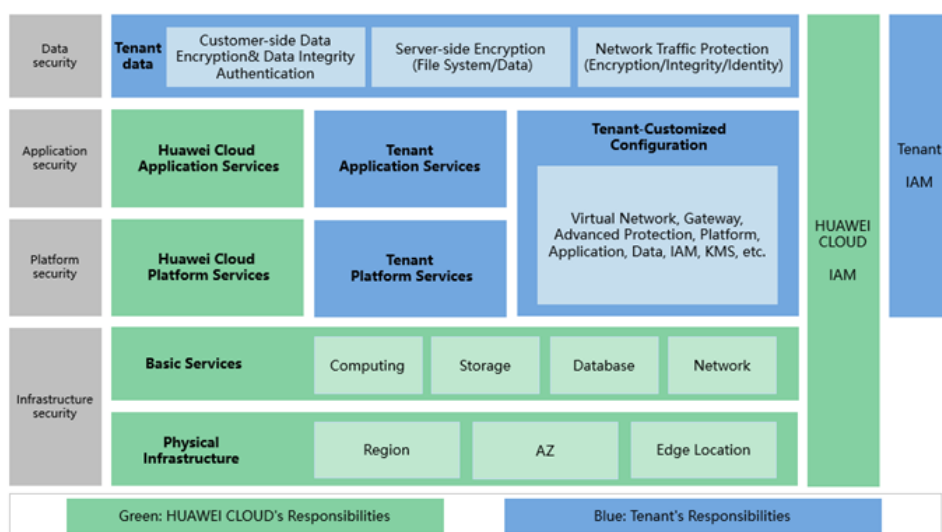 Data
security
Tenant
data
Customer-side Data
Encryption& Data Integrity
Authentication
Server-side Encryption
(File System/Data)
Network Traffic Protection
(Encryption/Integrity/Identity)
Application
security
Huawei Cloud
Application Services
Tenant
Application Services
Tenant-Customized
Configuration
Virtual Network, Gateway,
Advanced Protection, Platform,
Application, Data, IAM, KMS, etc.
Platform
security
Huawei Cloud
Platform Services
Tenant
Platform Services
HUAWEI
CLOUD
IAM
Tenant
IAM
Infrastructure
security
Basic Services
Computing
Storage
Database
Network
Physical
Infrastructure
Region
AZ
Edge Location
Green: HUAWEI CLOUD's Responsibilities
Blue: Tenant's Responsibilities